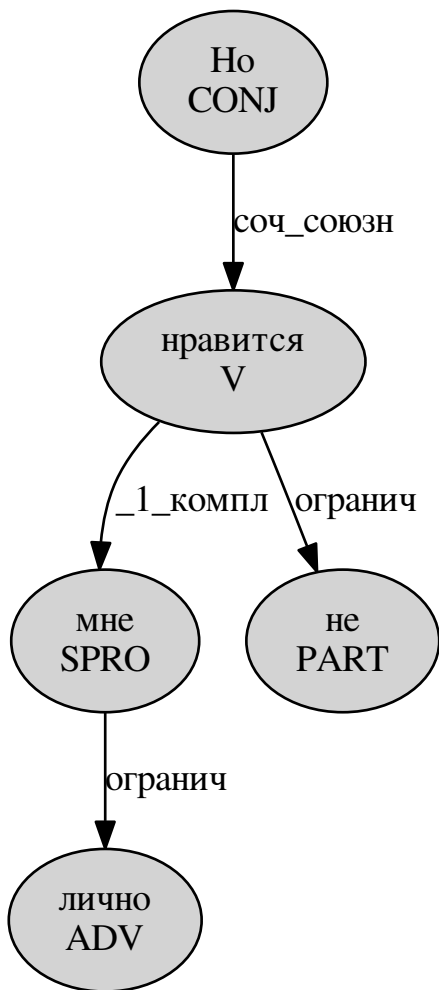 Но
CONJ
соч_союзн
нравится
V
_1_компл
огранич
мне
SPRO
не
PART
огранич
лично
ADV